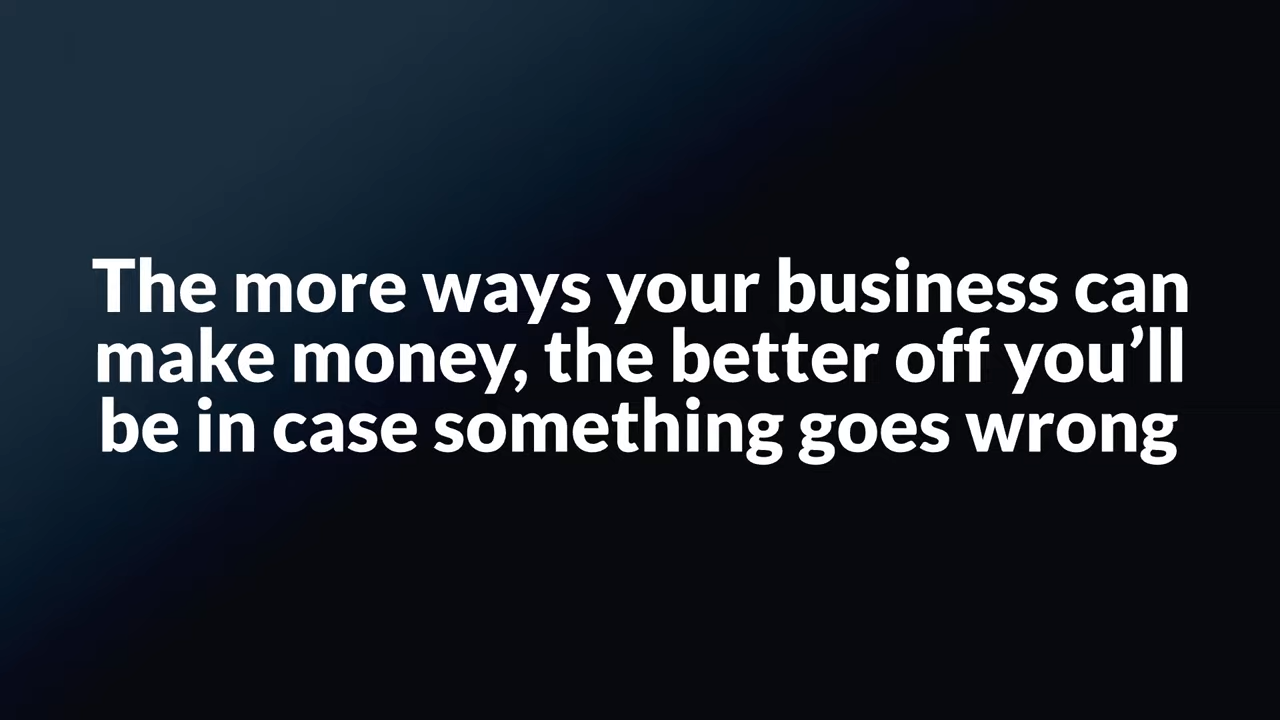 The more ways your business can
make money, the better off you’ll
be in case something goes wrong